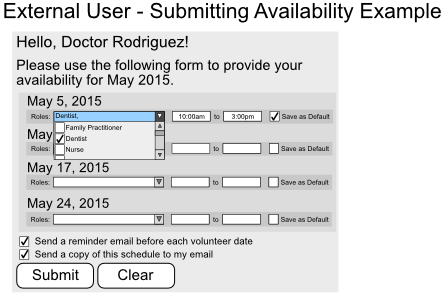 External User - Submitting Availability Example
Hello, Doctor Rodriguez!
Please use the following form to provide your
availability for May 2015.
May 5, 2015
Roles: Dentist, 10:00am to 3:00pm Save as Default
Family Practitioner
May
Dentist
Roles: Nurse to Save as Default
May 17, 2015
Roles: to Save as Default
May 24, 2015
Roles: to Save as Default
Send a reminder email before each volunteer date
Send a copy of this schedule to my email
Submit Clear